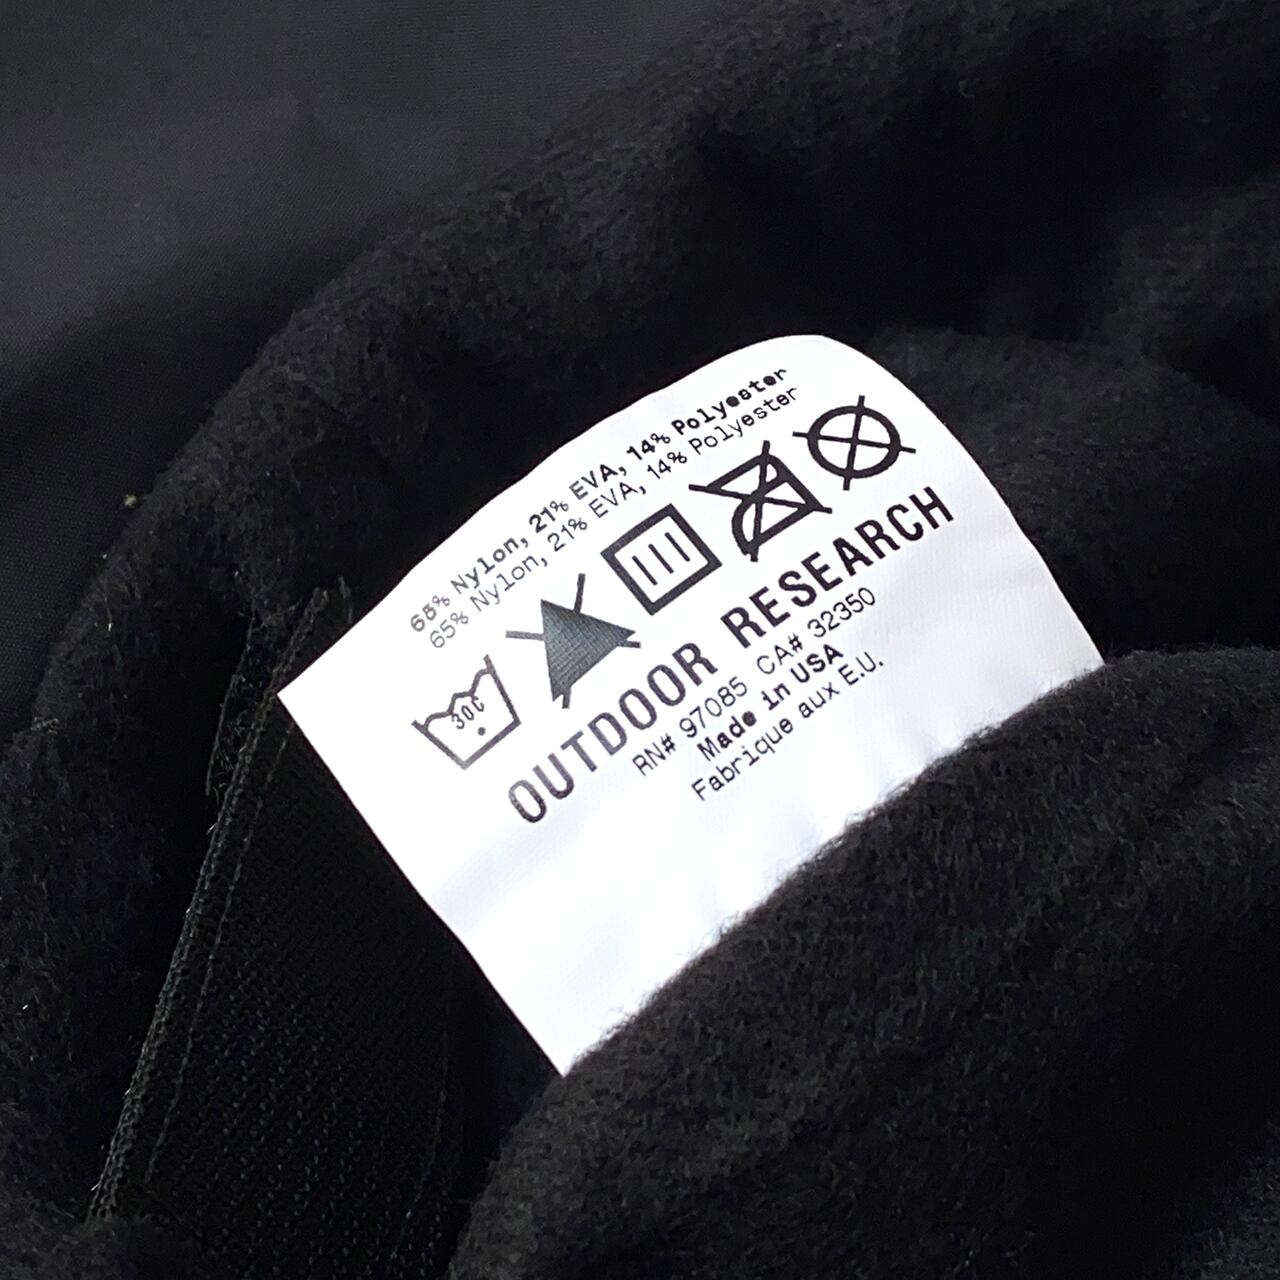 65% Nylon, 21% EVA, 14% Polyester
65% Nylon, 21% EVA, 14% Polyester
30C
OUTDOOR RESEARCH
RN# 97085 CA# 32350
Made in USA
Fabrique aux E.U.